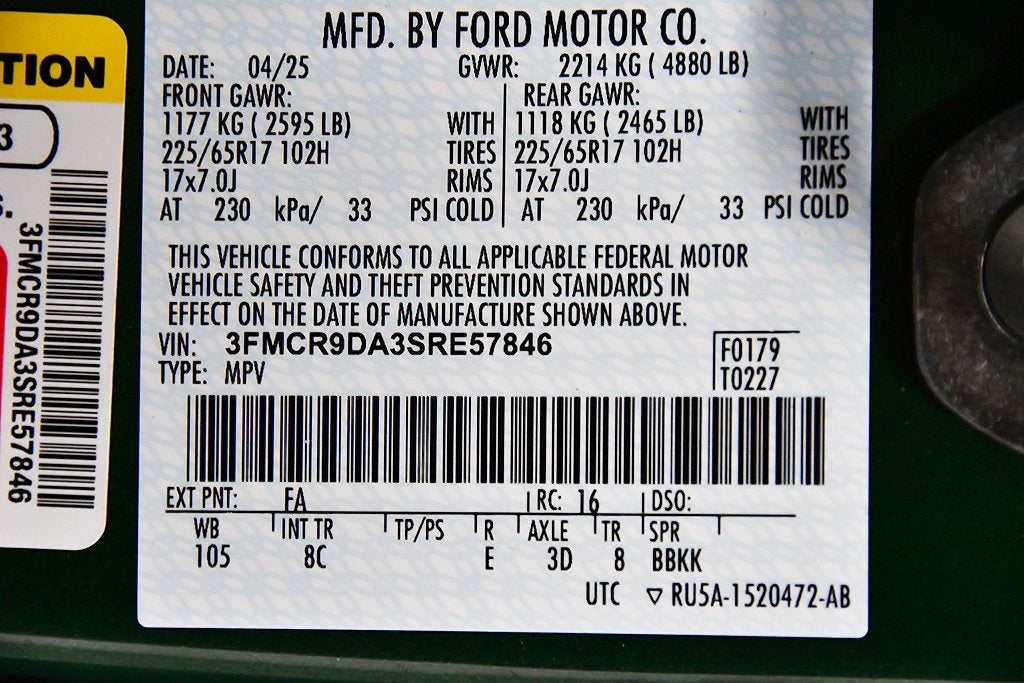 MFD. BY FORD MOTOR CO.
DATE: 04/25 GVWR: 2214 KG ( 4880 LB)
FRONT GAWR: REAR GAWR:
1177 KG ( 2595 LB) WITH 1118 KG ( 2465 LB) WITH
225/65R17 102H TIRES 225/65R17 102H TIRES
17x7.0J RIMS 17x7.0J RIMS
AT 230 kPa/ 33 PSI COLD AT 230 kPa/ 33 PSI COLD
THIS VEHICLE CONFORMS TO ALL APPLICABLE FEDERAL MOTOR
VEHICLE SAFETY AND THEFT PREVENTION STANDARDS IN
EFFECT ON THE DATE OF MANUFACTURE SHOWN ABOVE.
VIN: 3FMCR9DA3SRE57846
TYPE: MPV
F0179
T0227
EXT PNT: FA RC: 16 DSO:
WB INT TR TP/PS R AXLE TR SPR
105 8C E 3D 8 BBKK
UTC ▽ RU5A-1520472-AB
TION
3
S.
3FMCR9DA3SRE57846